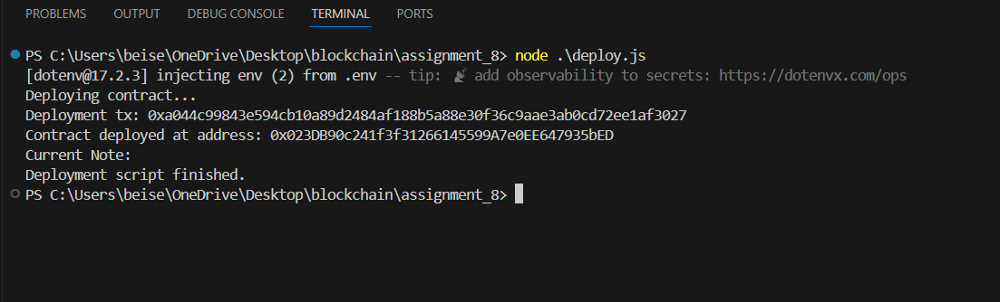 PROBLEMS OUTPUT DEBUG CONSOLE TERMINAL PORTS
PS C:\Users\beise\OneDrive\Desktop\blockchain\assignment_8> node .\deploy.js
[dotenv@17.2.3] injecting env (2) from .env -- tip: 📡 add observability to secrets: https://dotenvx.com/ops
Deploying contract...
Deployment tx: 0xa044c99843e594cb10a89d2484af188b5a88e30f36c9aae3ab0cd72ee1af3027
Contract deployed at address: 0x023DB90c241f3f31266145599A7e0EE647935bED
Current Note:
Deployment script finished.
PS C:\Users\beise\OneDrive\Desktop\blockchain\assignment_8>